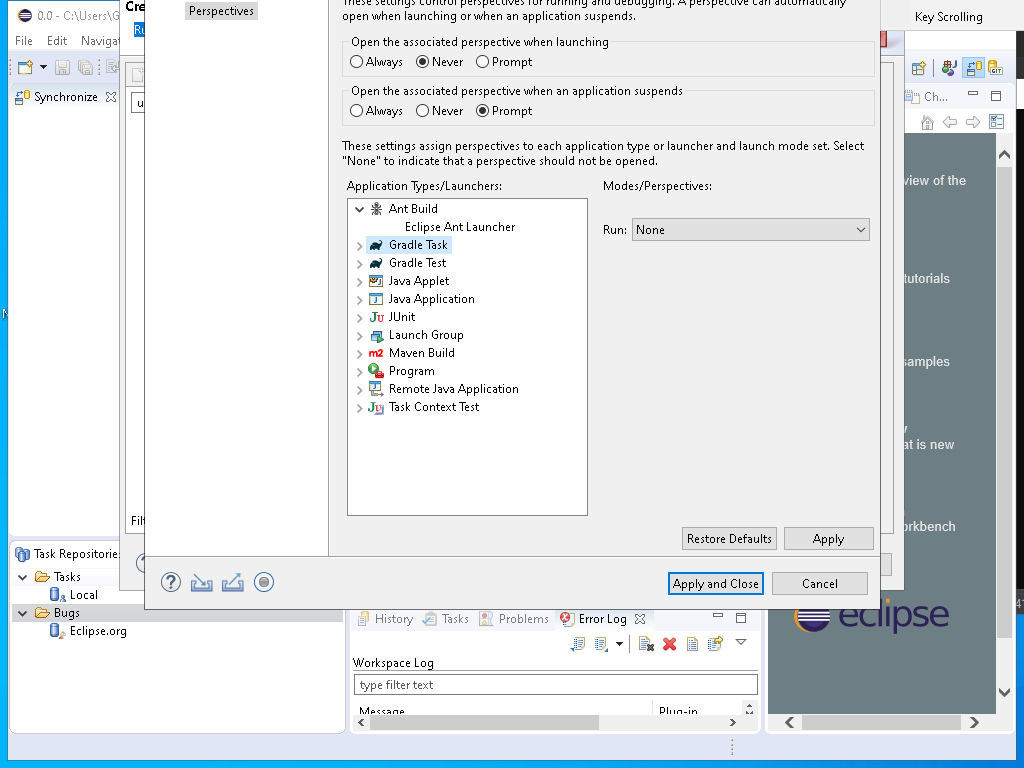 0.0 - C:\Users\G
Cre
Perspectives
These settings control perspectives for running and debugging. A perspective can automatically
open when launching or when an application suspends.
Key Scrolling
File Edit Navigat
Open the associated perspective when launching
Always Never Prompt
Open the associated perspective when an application suspends
Always Never Prompt
Synchronize
Ch...
These settings assign perspectives to each application type or launcher and launch mode set. Select
"None" to indicate that a perspective should not be opened.
Application Types/Launchers:
Modes/Perspectives:
Run: None
Ant Build
Eclipse Ant Launcher
Gradle Task
Gradle Test
Java Applet
Java Application
JUnit
Launch Group
Maven Build
Program
Remote Java Application
Task Context Test
view of the
tutorials
samples
at is new
orkbench
Filt
Restore Defaults Apply
Apply and Close Cancel
Task Repositories
Tasks
Local
Bugs
Eclipse.org
History Tasks Problems Error Log
Workspace Log
type filter text
Message Plug-in
eclipse